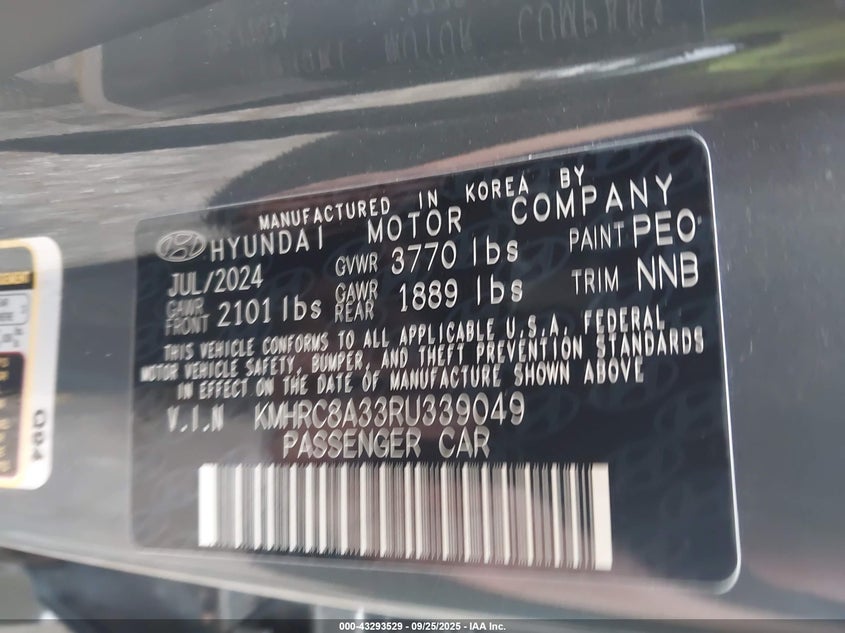 MANUFACTURED IN KOREA BY
HYUNDAI MOTOR COMPANY
JUL/2024 GVWR 3770 lbs PAINT PE0
GAWR FRONT 2101 lbs GAWR REAR 1889 lbs TRIM NNB
THIS VEHICLE CONFORMS TO ALL APPLICABLE U.S.A. FEDERAL
MOTOR VEHICLE SAFETY, BUMPER, AND THEFT PREVENTION STANDARDS
IN EFFECT ON THE DATE OF MANUFACTURE SHOWN ABOVE
V.I.N KMHRC8A33RU339049
PASSENGER CAR
Q84
000-43293529 - 09/25/2025 - IAA Inc.